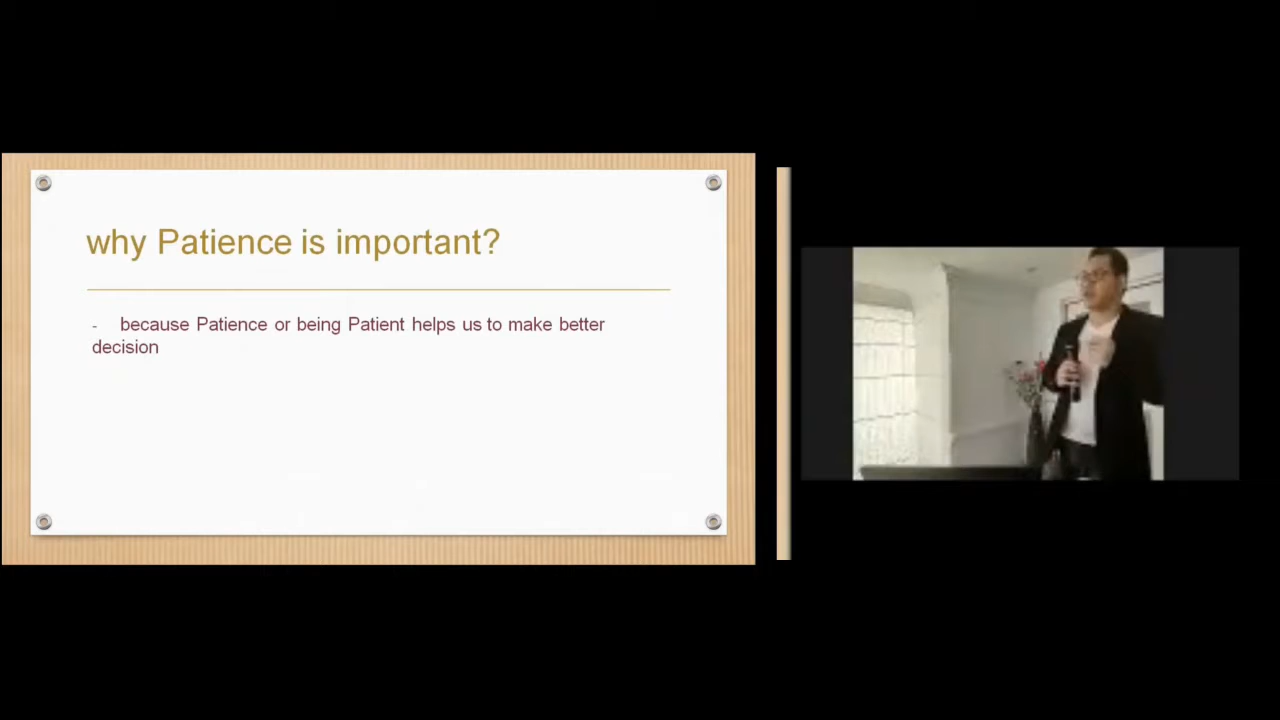 why Patience is important?
- because Patience or being Patient helps us to make better
decision